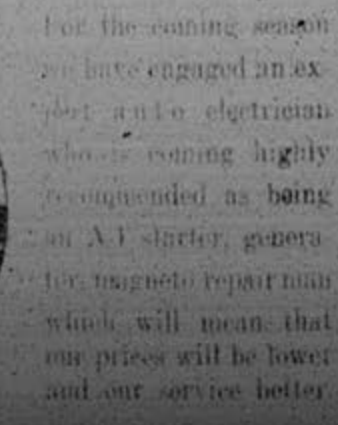 For the coming season
we have engaged an ex
pert auto electrician
who is coming highly
recommended as being
an A-1 starter, genera
tor, magneto repair man
which will mean that
our prices will be lower
and our service better.